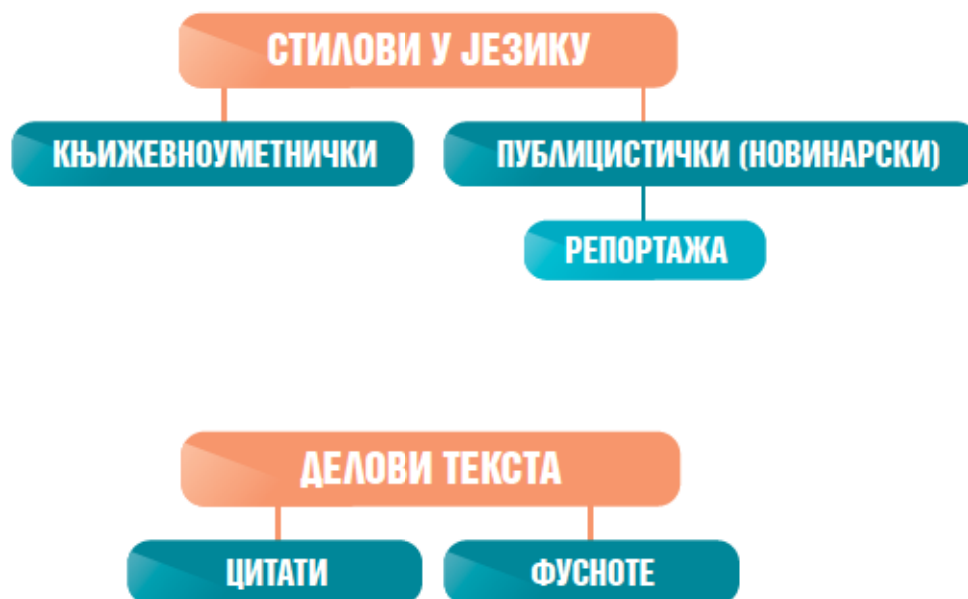 СТИЛОВИ У ЈЕЗИКУ
КЊИЖЕВНОУМЕТНИЧКИ
ПУБЛИЦИСТИЧКИ (НОВИНАРСКИ)
РЕПОРТАЖА
ДЕЛОВИ ТЕКСТА
ЦИТАТИ
ФУСНОТЕ